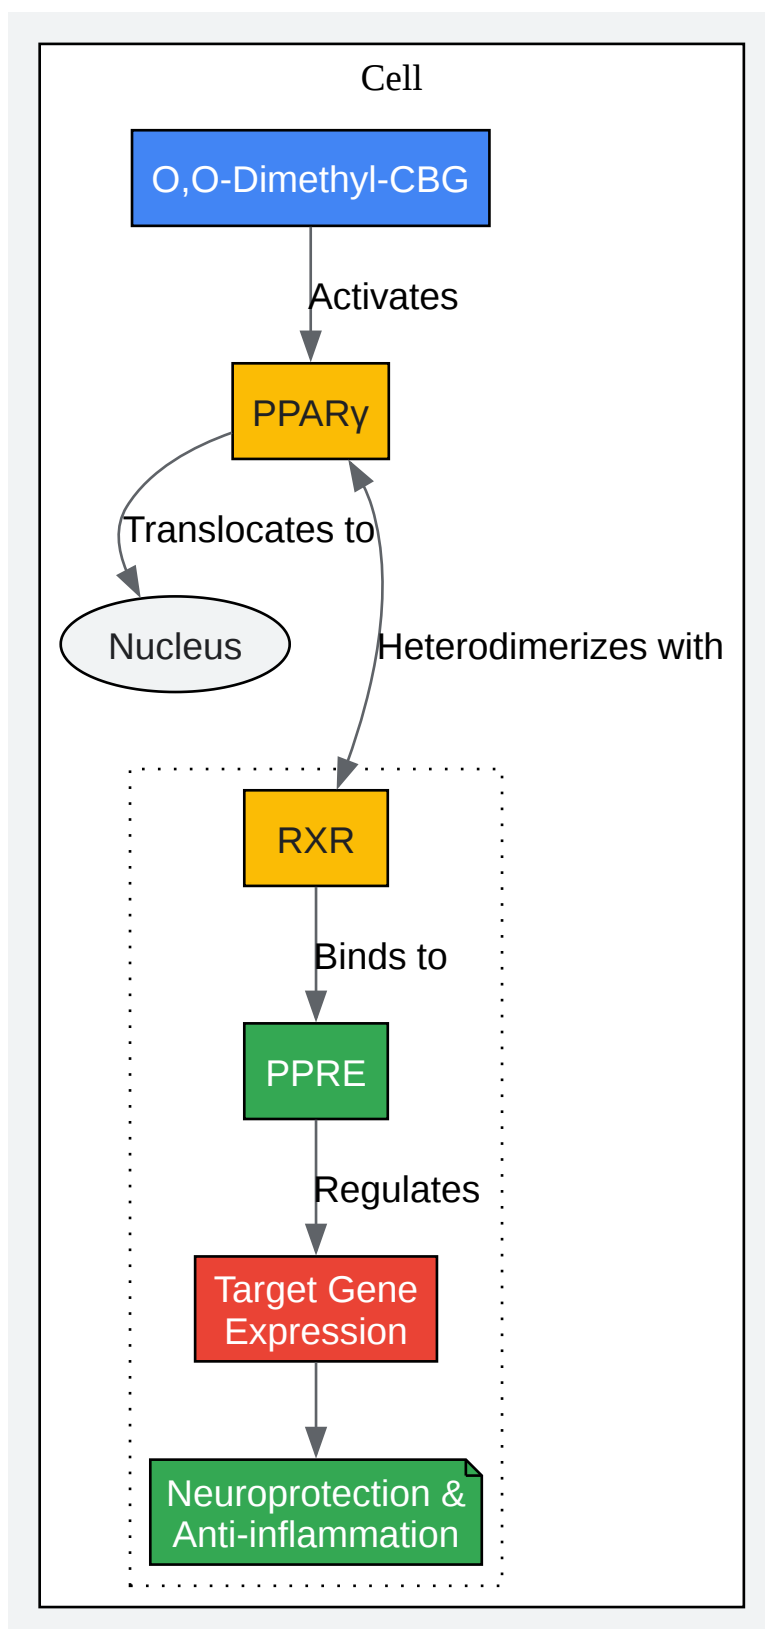 Cell
O,O-Dimethyl-CBG
Activates
PPARγ
Translocates to
Nucleus
Heterodimerizes with
RXR
Binds to
PPRE
Regulates
Target Gene
Expression
Neuroprotection &
Anti-inflammation